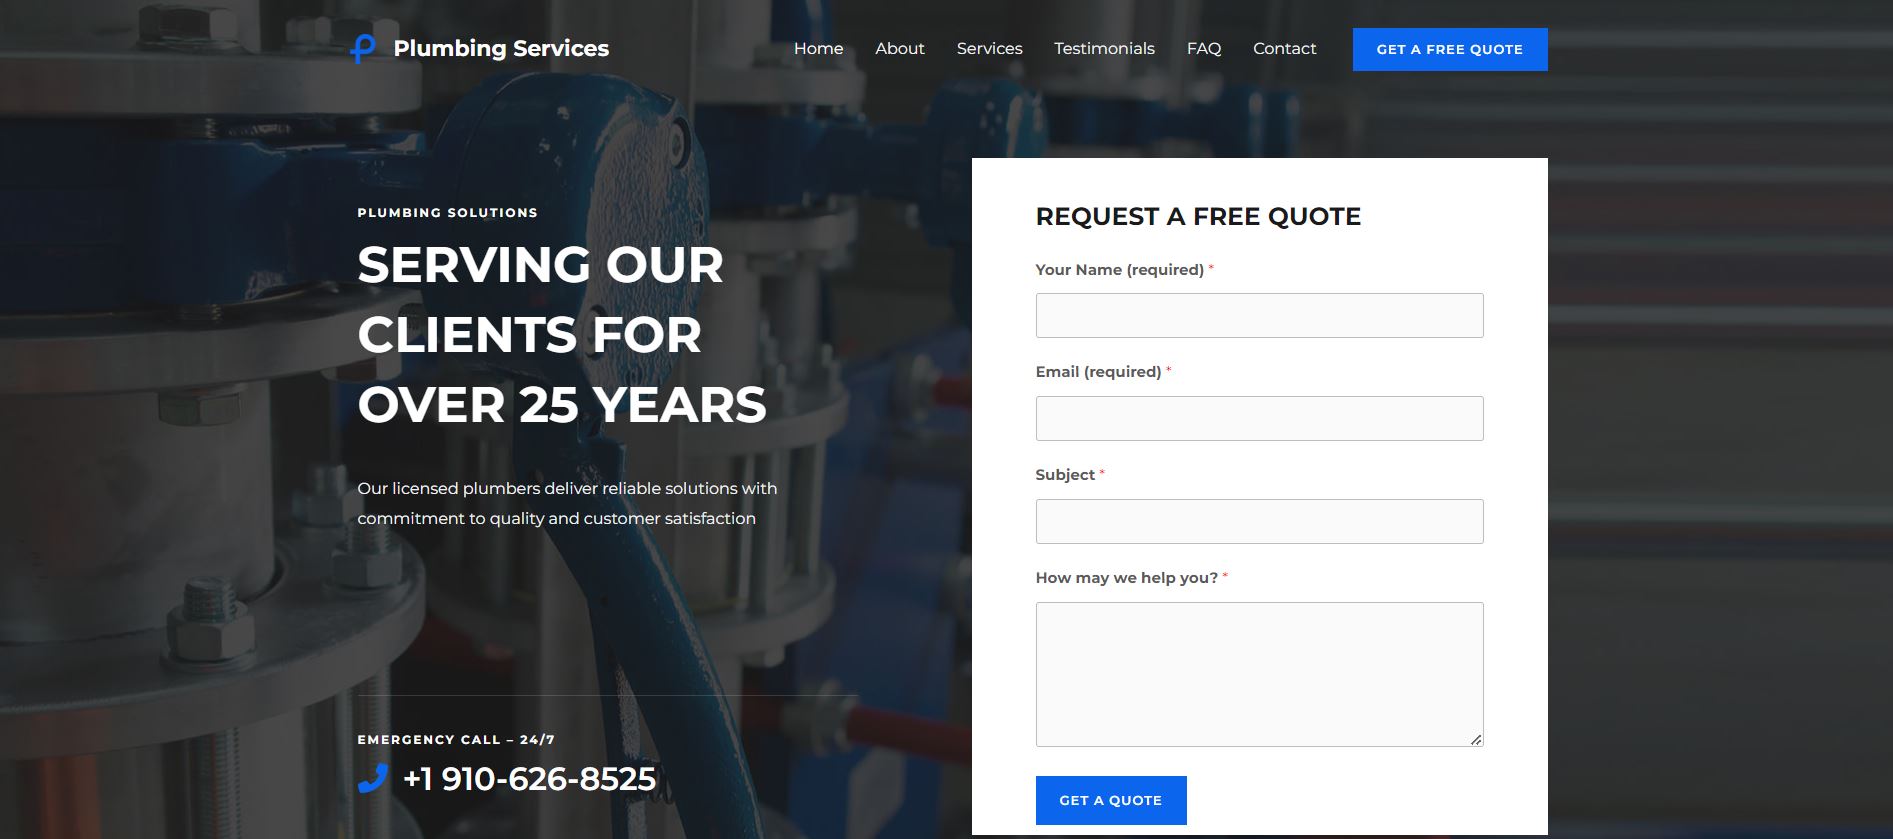 Plumbing Services
Home About Services Testimonials FAQ Contact GET A FREE QUOTE
PLUMBING SOLUTIONS
SERVING OUR
CLIENTS FOR
OVER 25 YEARS
Our licensed plumbers deliver reliable solutions with
commitment to quality and customer satisfaction
EMERGENCY CALL – 24/7
+1 910-626-8525
REQUEST A FREE QUOTE
Your Name (required) *
Email (required) *
Subject *
How may we help you? *
GET A QUOTE